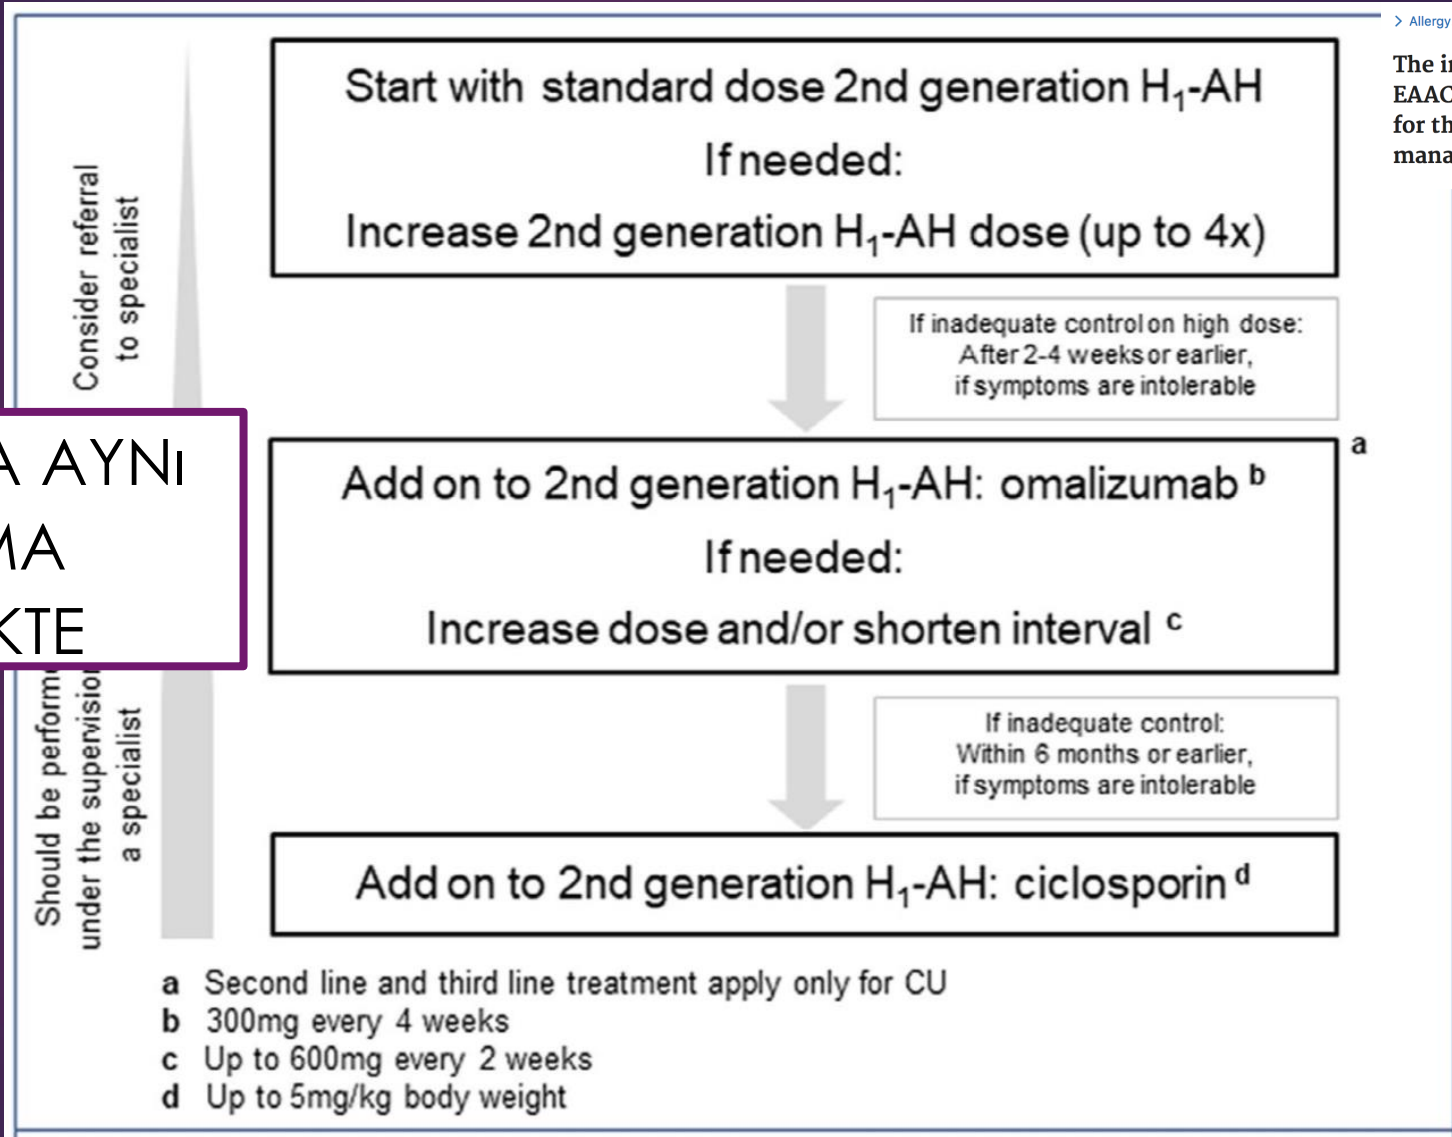 > Allergy
The i
EAAC
for th
mana
Start with standard dose 2nd generation H₁-AH
If needed:
Increase 2nd generation H₁-AH dose (up to 4x)
Consider referral
to specialist
If inadequate control on high dose:
After 2-4 weeks or earlier,
if symptoms are intolerable
A AYNI
MA
KTE
Add on to 2nd generation H₁-AH: omalizumab b
a
If needed:
Increase dose and/or shorten interval c
Should be perform
under the supervision
a specialist
If inadequate control:
Within 6 months or earlier,
if symptoms are intolerable
Add on to 2nd generation H₁-AH: ciclosporin d
a Second line and third line treatment apply only for CU
b 300mg every 4 weeks
c Up to 600mg every 2 weeks
d Up to 5mg/kg body weight